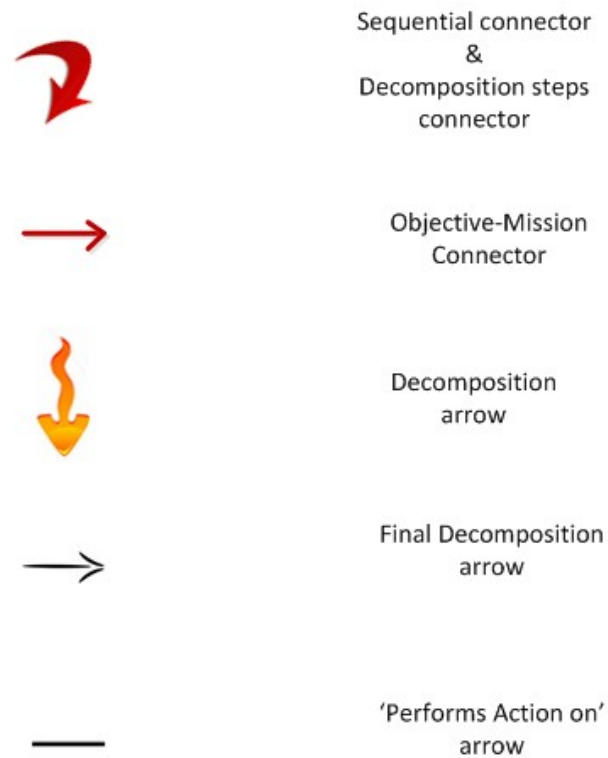 Sequential connector
&
Decomposition steps
connector
Objective-Mission
Connector
Decomposition
arrow
Final Decomposition
arrow
‘Performs Action on’
arrow